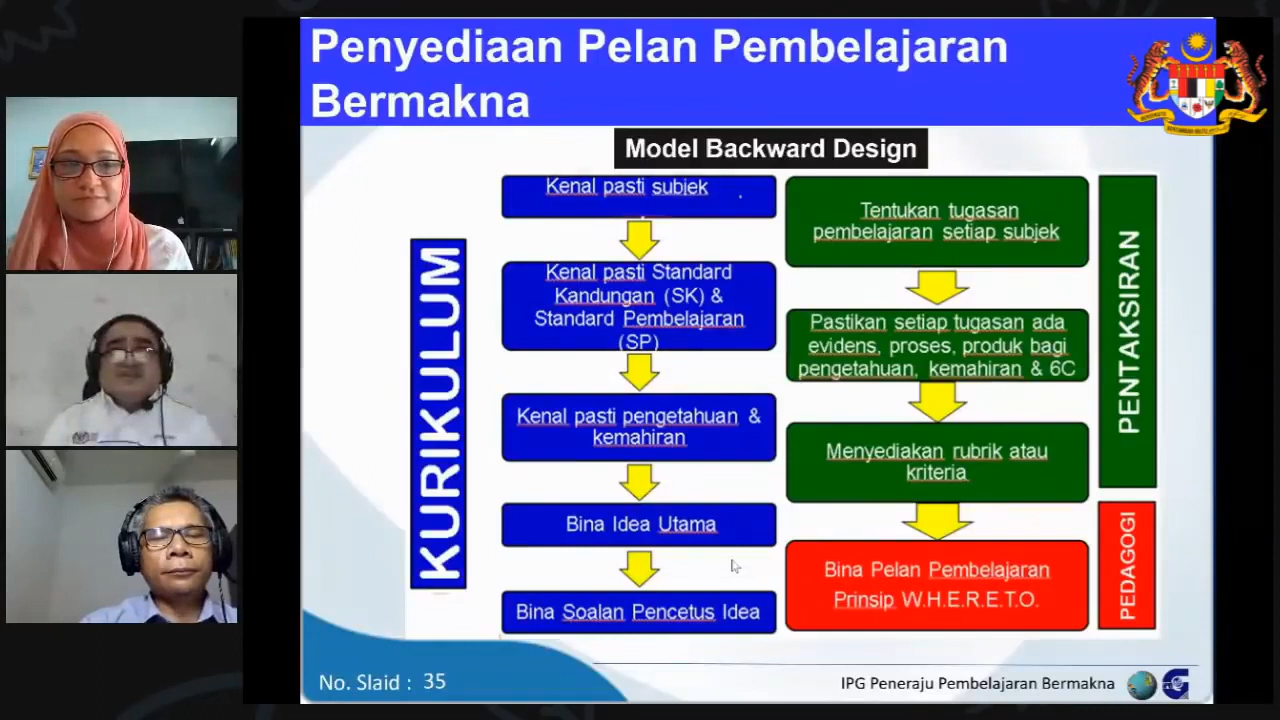 Penyediaan Pelan Pembelajaran
Bermakna
Model Backward Design
KURIKULUM
Kenal pasti subjek
Kenal pasti Standard
Kandungan (SK) &
Standard Pembelajaran
(SP)
Kenal pasti pengetahuan &
kemahiran
Bina Idea Utama
Bina Soalan Pencetus Idea
Tentukan tugasan
pembelajaran setiap subjek
Pastikan setiap tugasan ada
evidens, proses, produk bagi
pengetahuan, kemahiran & 6C
Menyediakan rubrik atau
kriteria
PENTAKSIRAN
Bina Pelan Pembelajaran
Prinsip W.H.E.R.E.T.O.
PEDAGOGI
No. Slaid : 35
IPG Peneraju Pembelajaran Bermakna